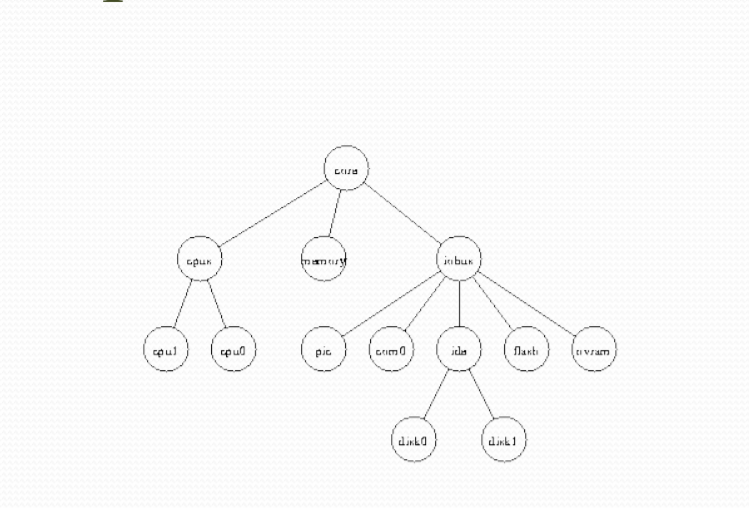 core
cpus memory iobus
cpu1 cpu0 pic com0 ide flash nvram
disk0 disk1